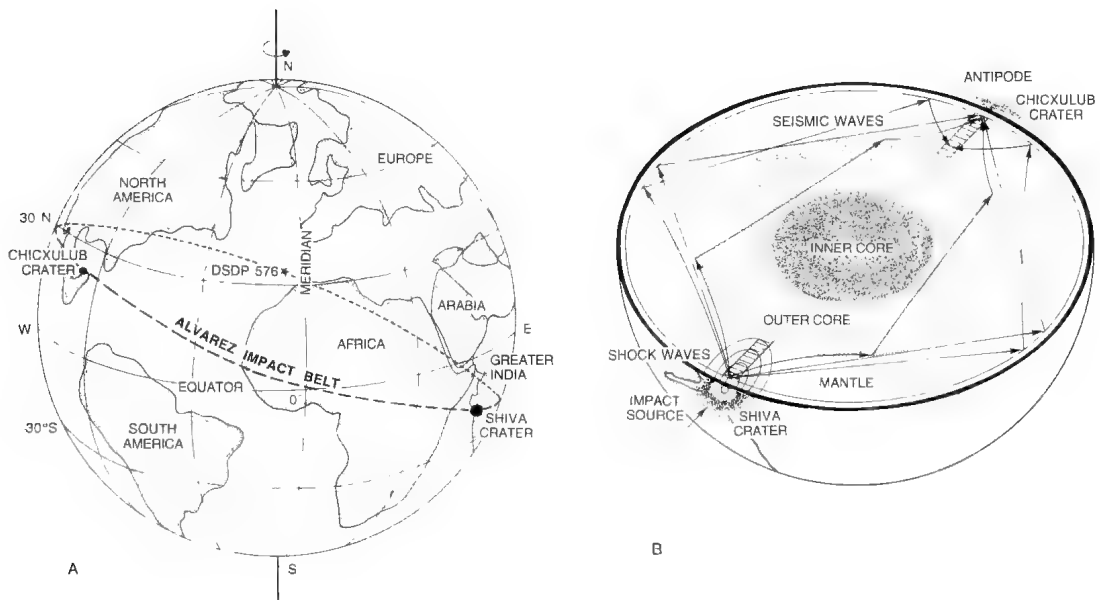 N
EUROPE
NORTH
AMERICA
30 N
CHICXULUB
CRATER
DSDP 576
MERIDIAN
ARABIA
W
E
ALVAREZ IMPACT BELT
AFRICA
GREATER
INDIA
EQUATOR
0°
SHIVA
CRATER
30°S
SOUTH
AMERICA
S
A
ANTIPODE
CHICXULUB
CRATER
SEISMIC WAVES
INNER CORE
OUTER CORE
SHOCK WAVES
MANTLE
IMPACT
SOURCE
SHIVA
CRATER
B